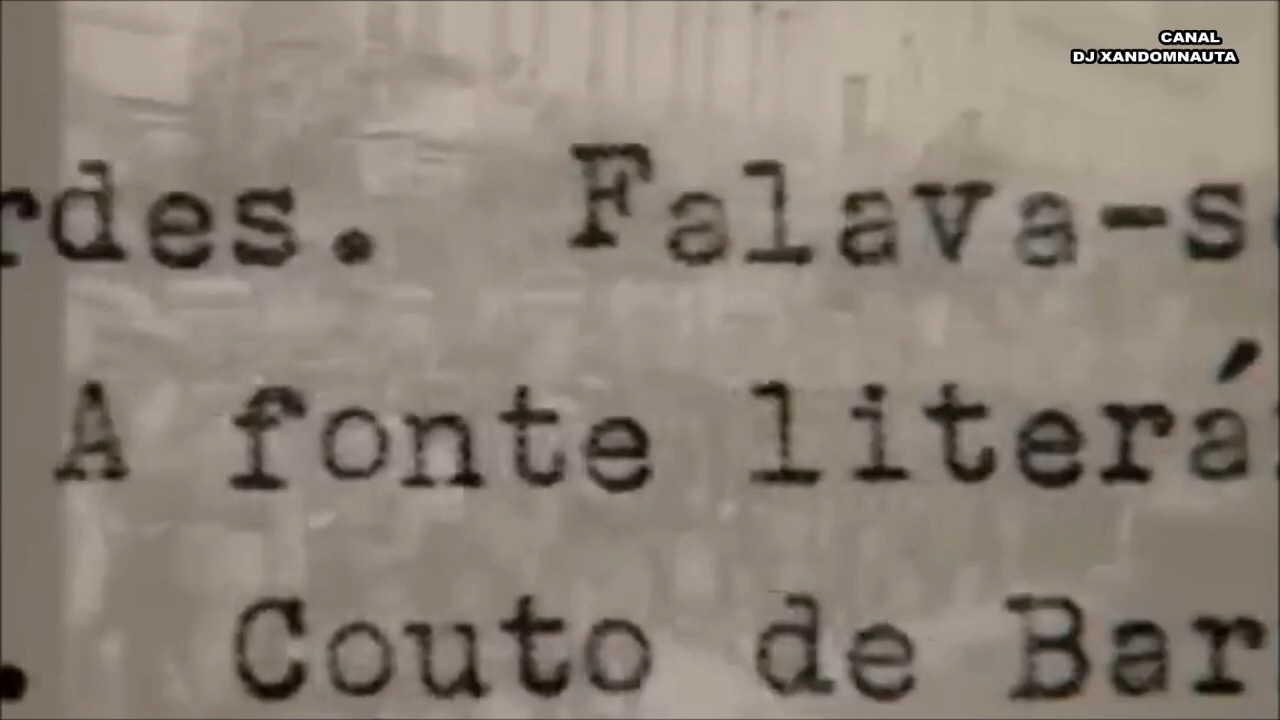 CANAL
DJ XANDOMNAUTA
rdes. Falava-s
A fonte literá
. Couto de Bar